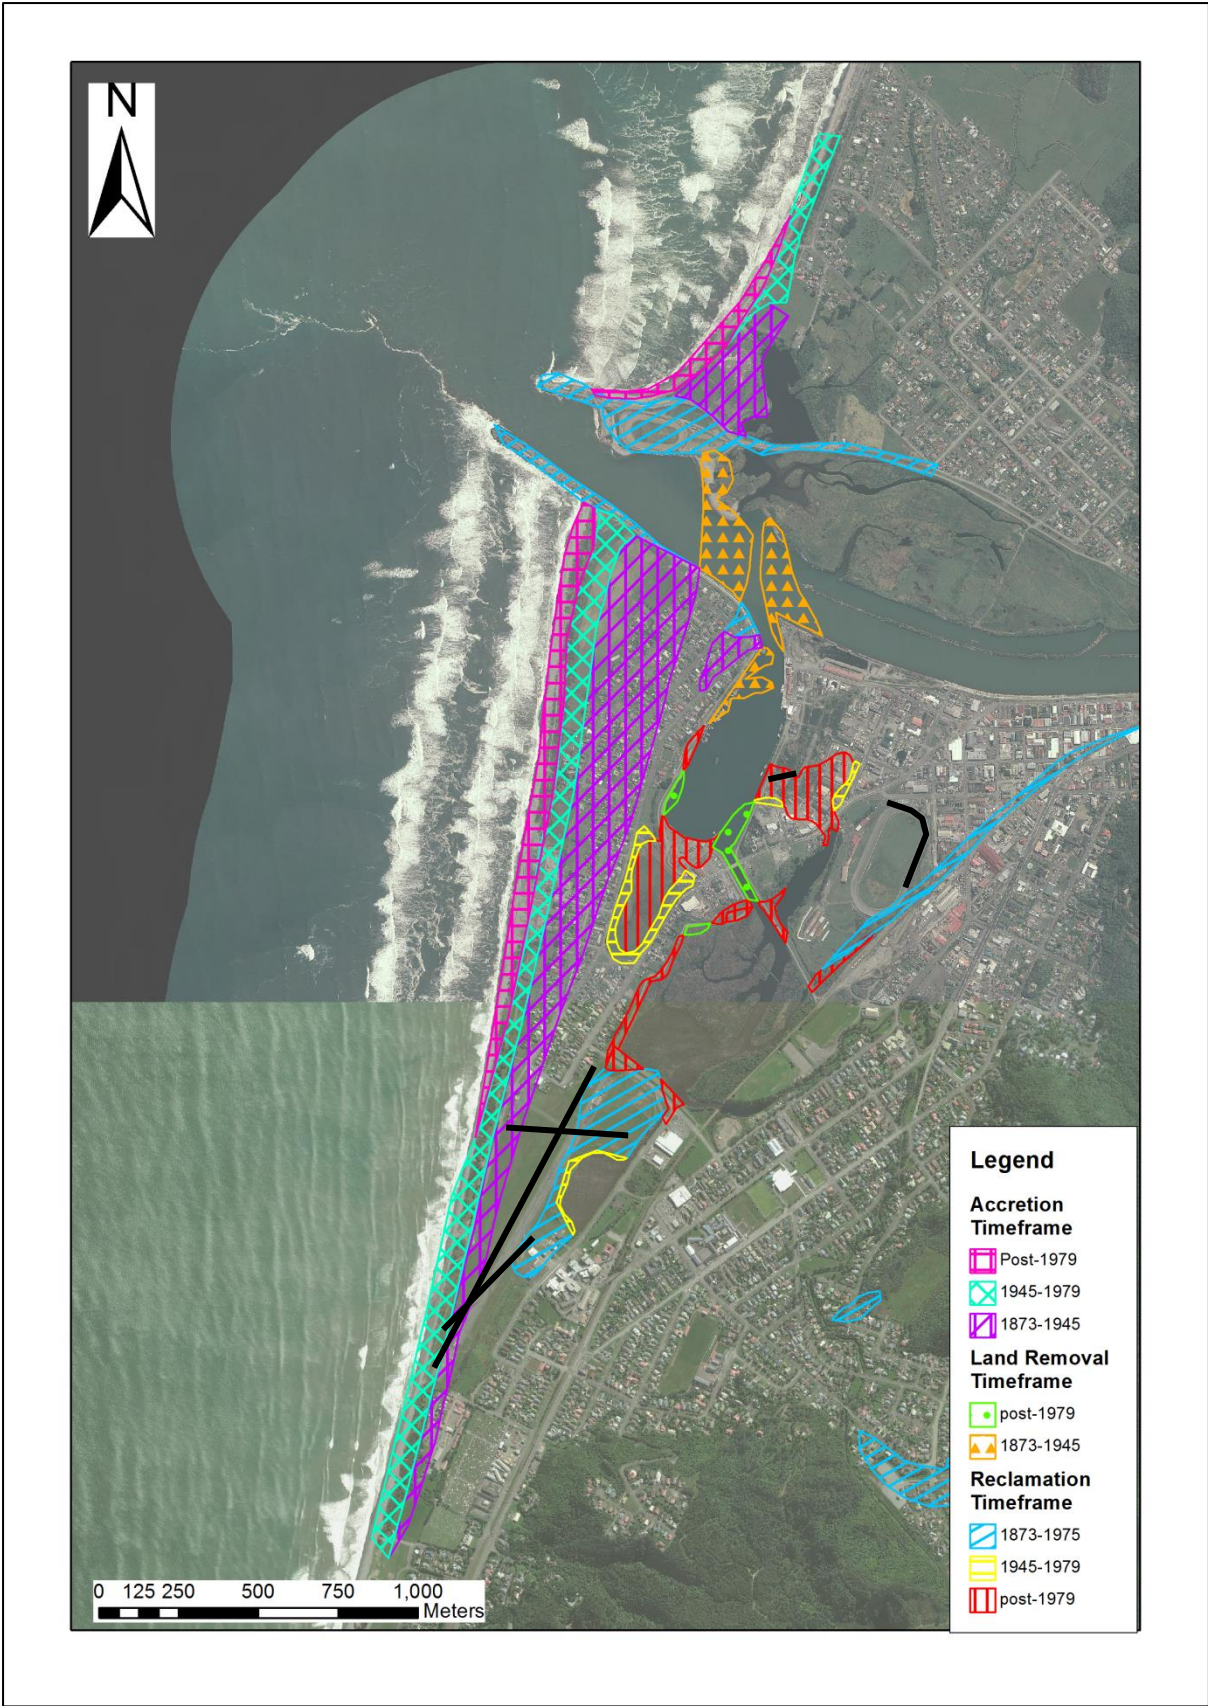 N
Legend
Accretion
Timeframe
Post-1979
1945-1979
1873-1945
Land Removal
Timeframe
post-1979
1873-1945
Reclamation
Timeframe
1873-1975
1945-1979
post-1979
0 125 250 500 750 1,000
Meters